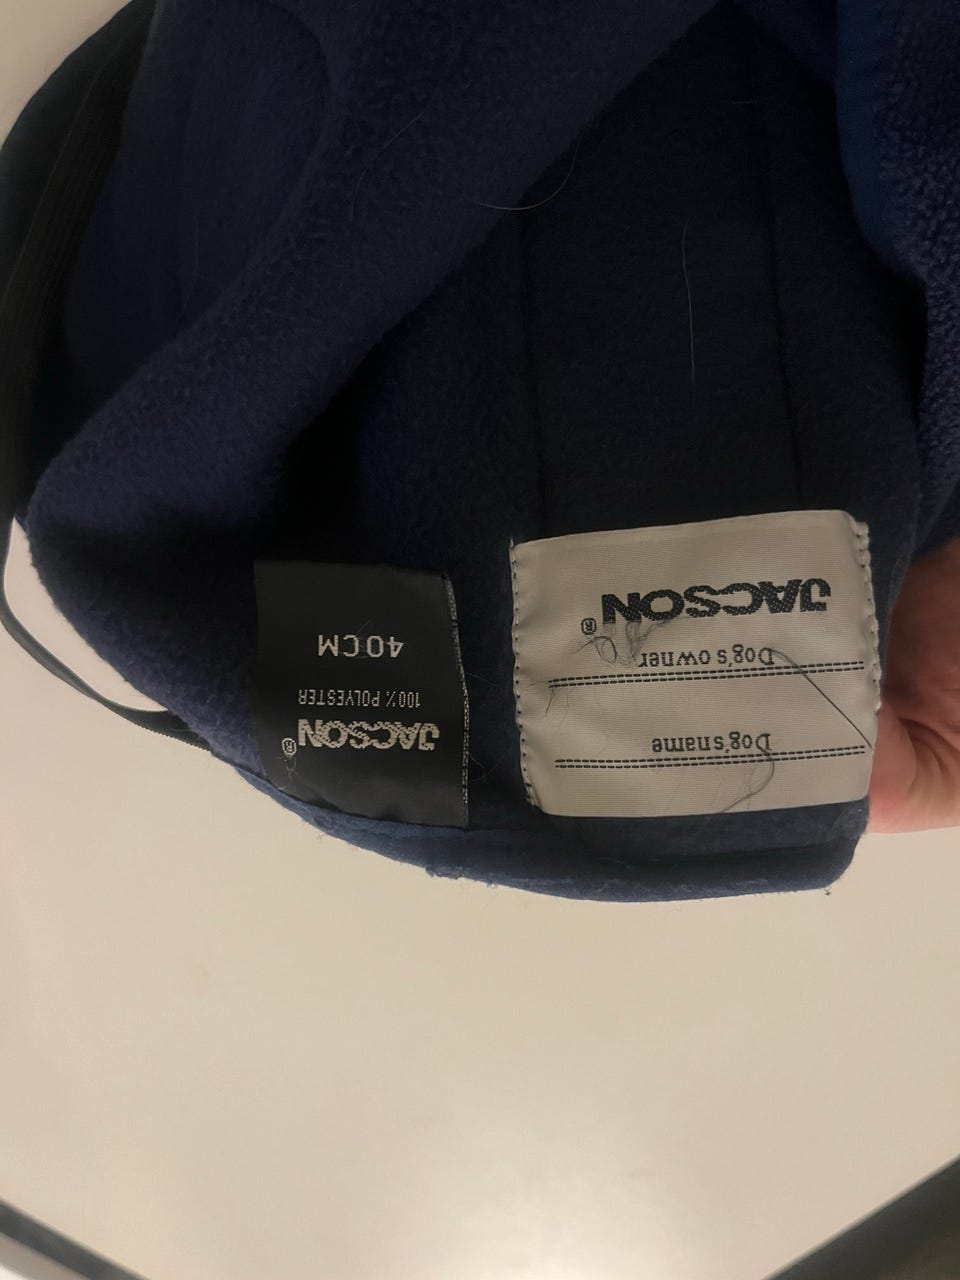 JACSON®
100% POLYESTER
40CM
Dog's name
Dog's owner
JACSON®